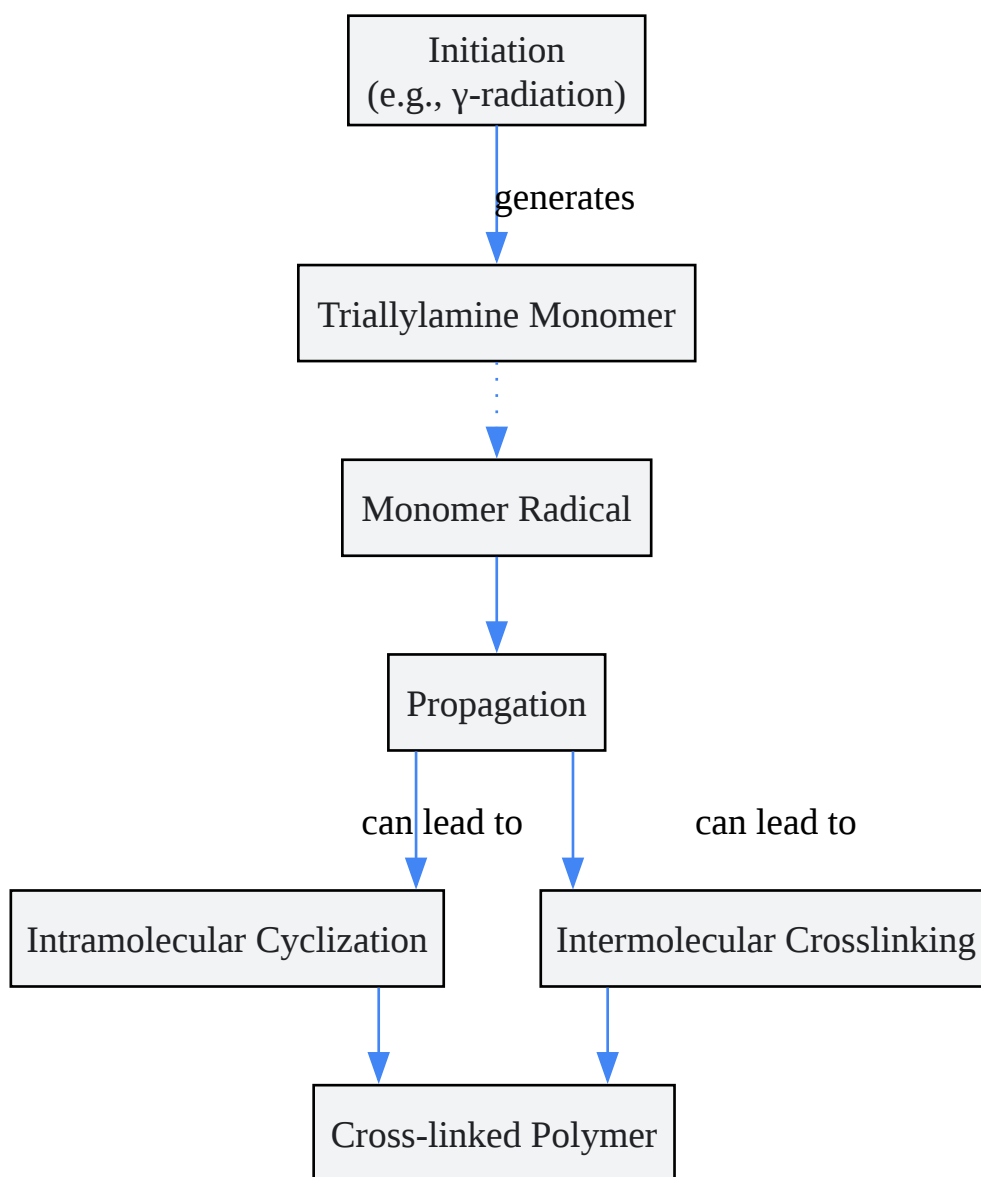 Initiation
(e.g., γ-radiation)
generates
Triallylamine Monomer
Monomer Radical
Propagation
can lead to
can lead to
Intramolecular Cyclization
Intermolecular Crosslinking
Cross-linked Polymer